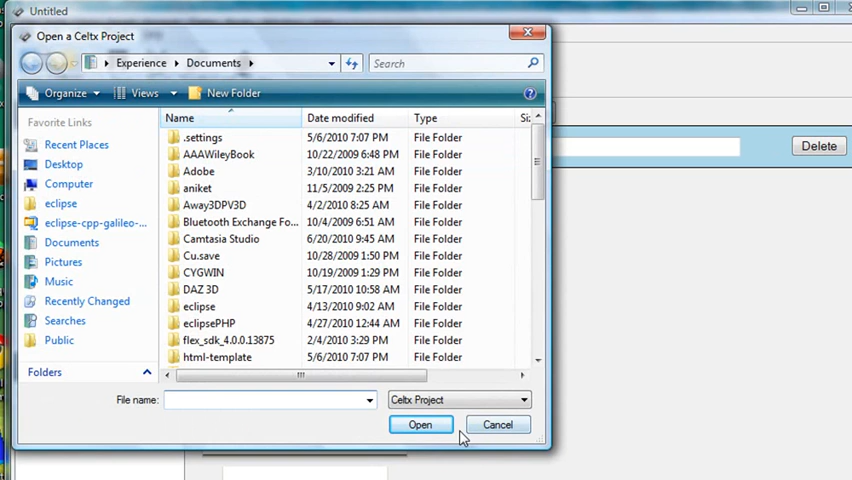 Untitled
Open a Celtx Project
Experience Documents Search
Organize Views New Folder
Favorite Links
Recent Places
Desktop
Computer
eclipse
eclipse-cpp-galileo-...
Documents
Pictures
Music
Recently Changed
Searches
Public
Folders
Name Date modified Type Siz
.settings 5/6/2010 7:07 PM File Folder
AAAWileyBook 10/22/2009 6:48 PM File Folder
Adobe 3/10/2010 3:21 AM File Folder
aniket 11/5/2009 2:25 PM File Folder
Away3DPV3D 4/2/2010 8:25 AM File Folder
Bluetooth Exchange Fo... 10/4/2009 6:51 AM File Folder
Camtasia Studio 6/20/2010 9:45 AM File Folder
Cu.save 10/28/2009 1:50 PM File Folder
CYGWIN 10/19/2009 1:29 PM File Folder
DAZ 3D 5/17/2010 10:58 AM File Folder
eclipse 4/13/2010 9:02 AM File Folder
eclipsePHP 4/27/2010 12:44 AM File Folder
flex_sdk_4.0.0.13875 2/4/2010 3:29 PM File Folder
html-template 5/6/2010 7:07 PM File Folder
File name: Celtx Project
Open Cancel
Delete